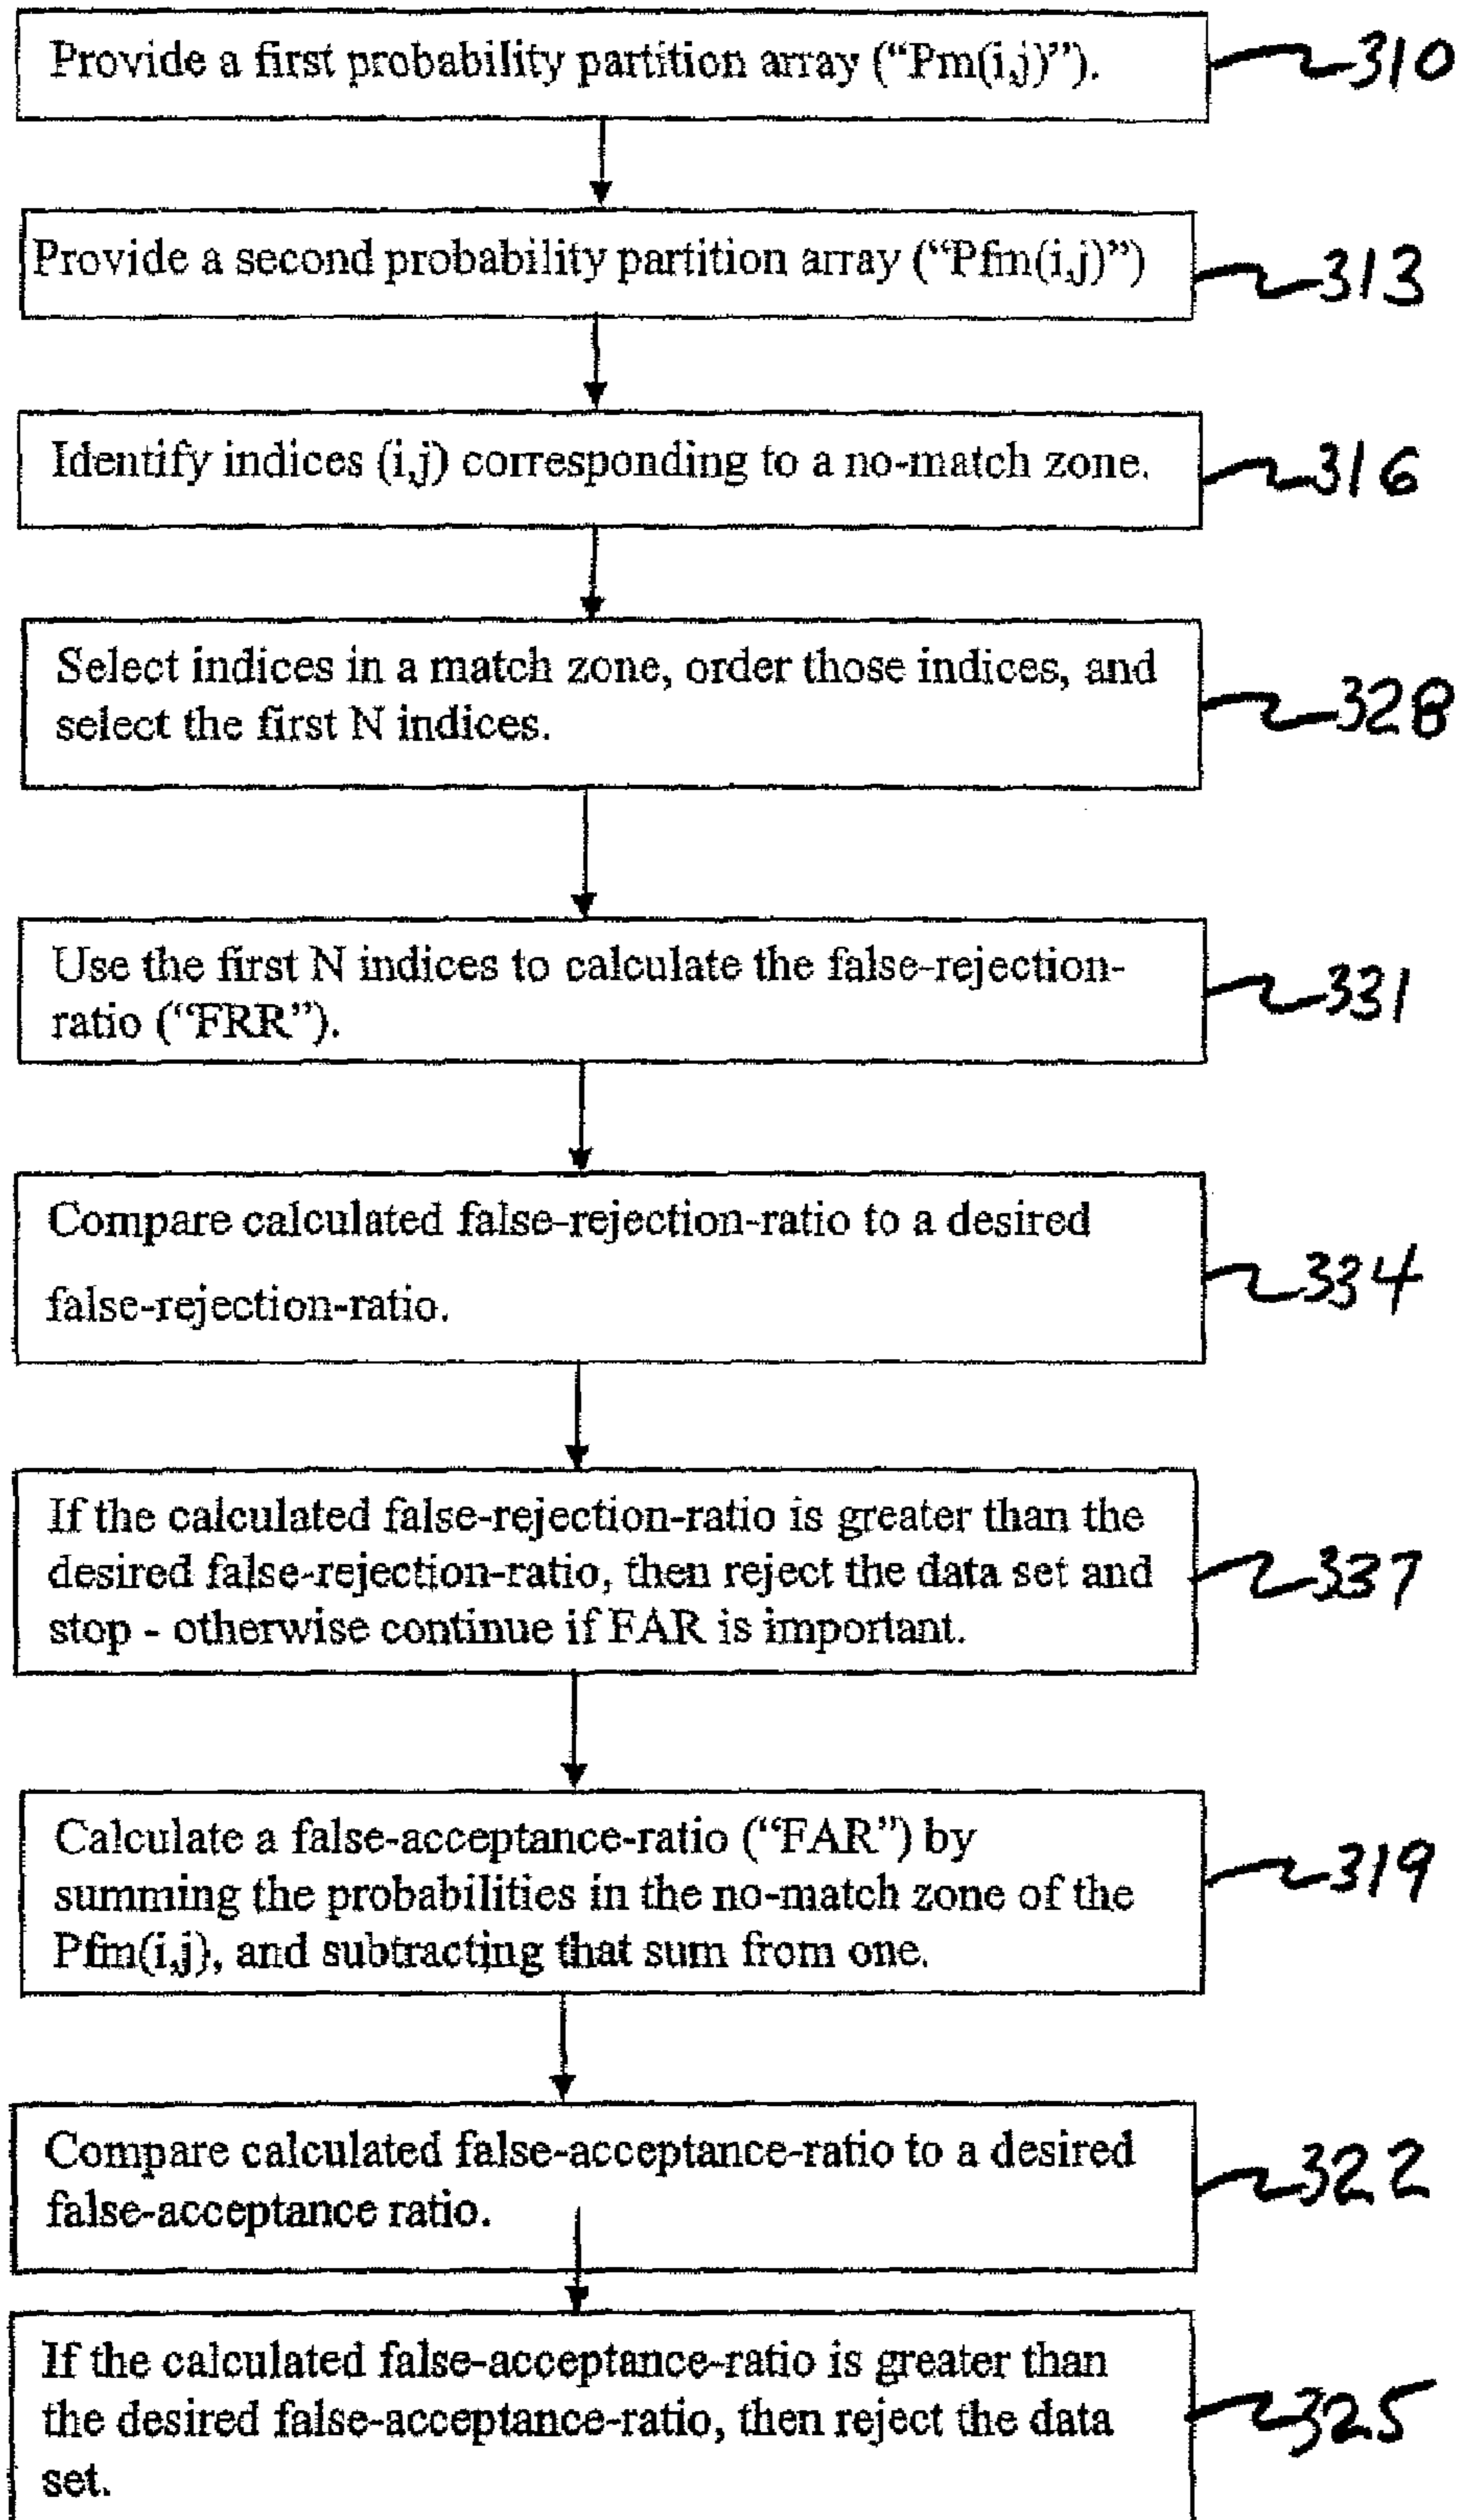 Provide a first probability partition array (“Pm(i,j)”).
310
Provide a second probability partition array (“Pfm(i,j)”)
313
Identify indices (i,j) corresponding to a no-match zone.
316
Select indices in a match zone, order those indices, and
select the first N indices.
328
Use the first N indices to calculate the false-rejection-
ratio (“FRR”).
331
Compare calculated false-rejection-ratio to a desired
false-rejection-ratio.
334
If the calculated false-rejection-ratio is greater than the
desired false-rejection-ratio, then reject the data set and
stop - otherwise continue if FAR is important.
337
Calculate a false-acceptance-ratio (“FAR”) by
summing the probabilities in the no-match zone of the
Pfm(i,j), and subtracting that sum from one.
319
Compare calculated false-acceptance-ratio to a desired
false-acceptance ratio.
322
If the calculated false-acceptance-ratio is greater than
the desired false-acceptance-ratio, then reject the data
set.
325